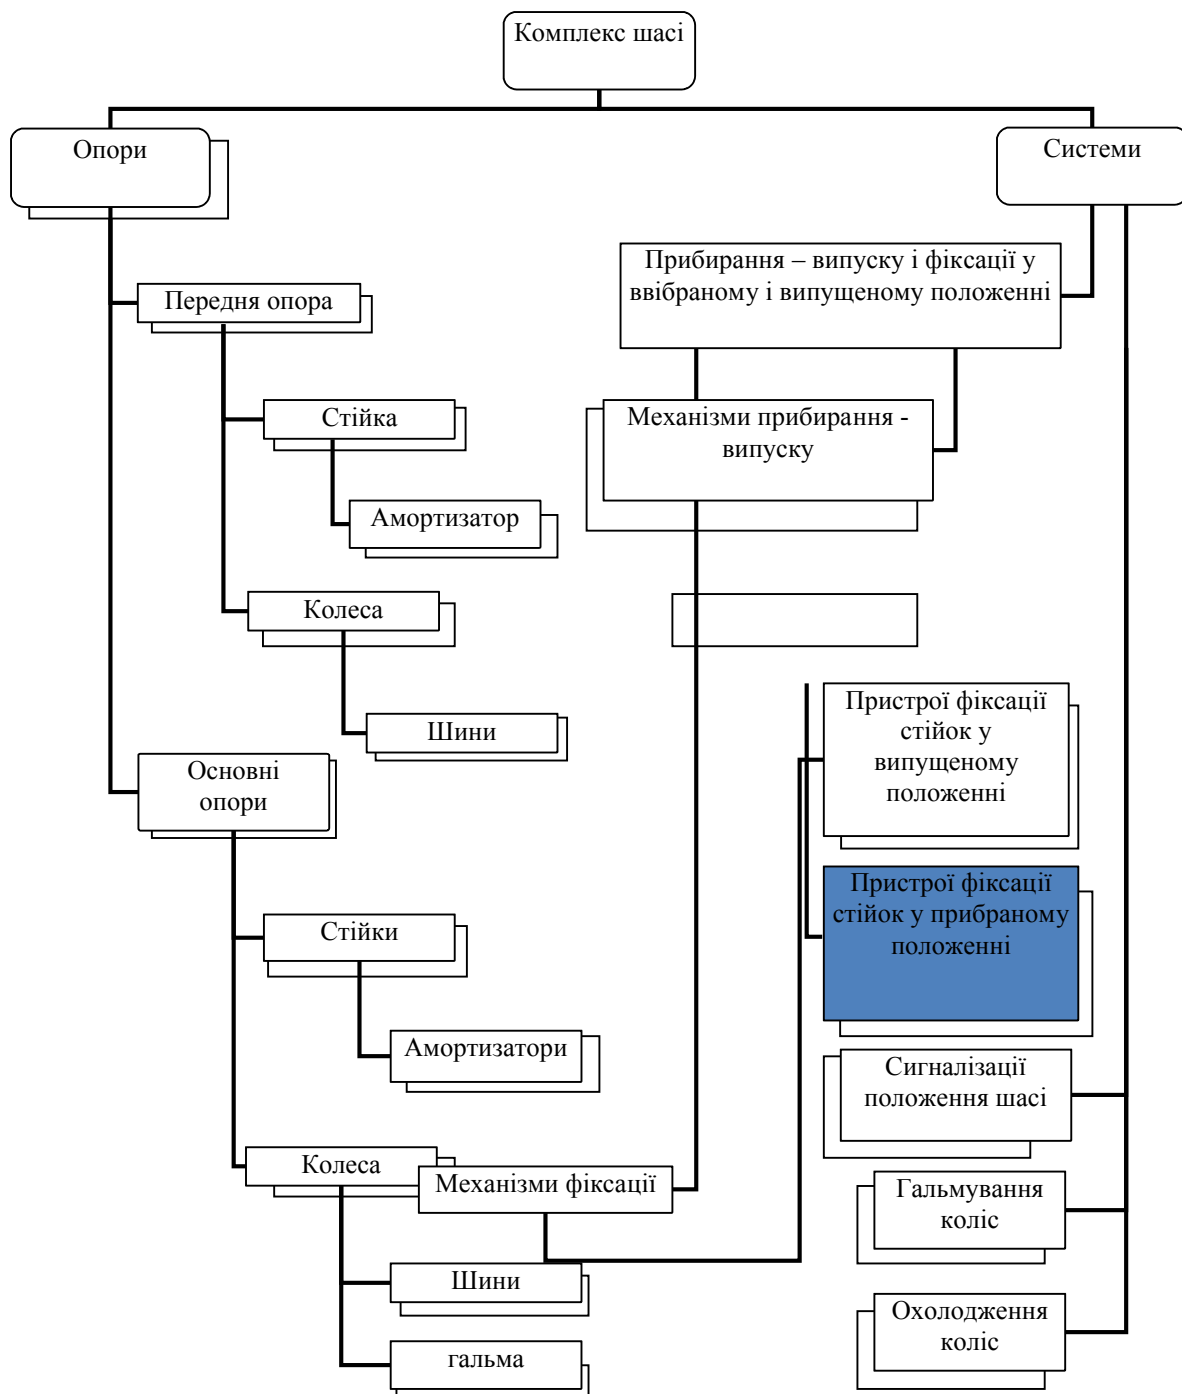 Комплекс шасі
Опори
Системи
Прибирання – випуску і фіксації у
ввібраному і випущеному положенні
Передня опора
Стійка
Механізми прибирання -
випуску
Амортизатор
Колеса
Шини
Пристрої фіксації
стійок у
випущеному
положенні
Основні
опори
Пристрої фіксації
стійок у прибраному
положенні
Стійки
Амортизатори
Сигналізації
положення шасі
Колеса
Механізми фіксації
Гальмування
коліс
Шини
Охолодження
коліс
гальма